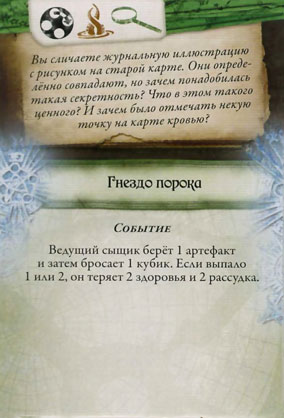 Вы сличаете журнальную иллюстрацию
с рисунком на старой карте. Они опреде-
лённо совпадают, но зачем понадобилась
такая секретность? Что в этом такого
ценного? И зачем было отмечать некую
точку на карте кровью?
Гнездо порока
Событие
Ведущий сыщик берёт 1 артефакт
и затем бросает 1 кубик. Если выпало
1 или 2, он теряет 2 здоровья и 2 рассудка.